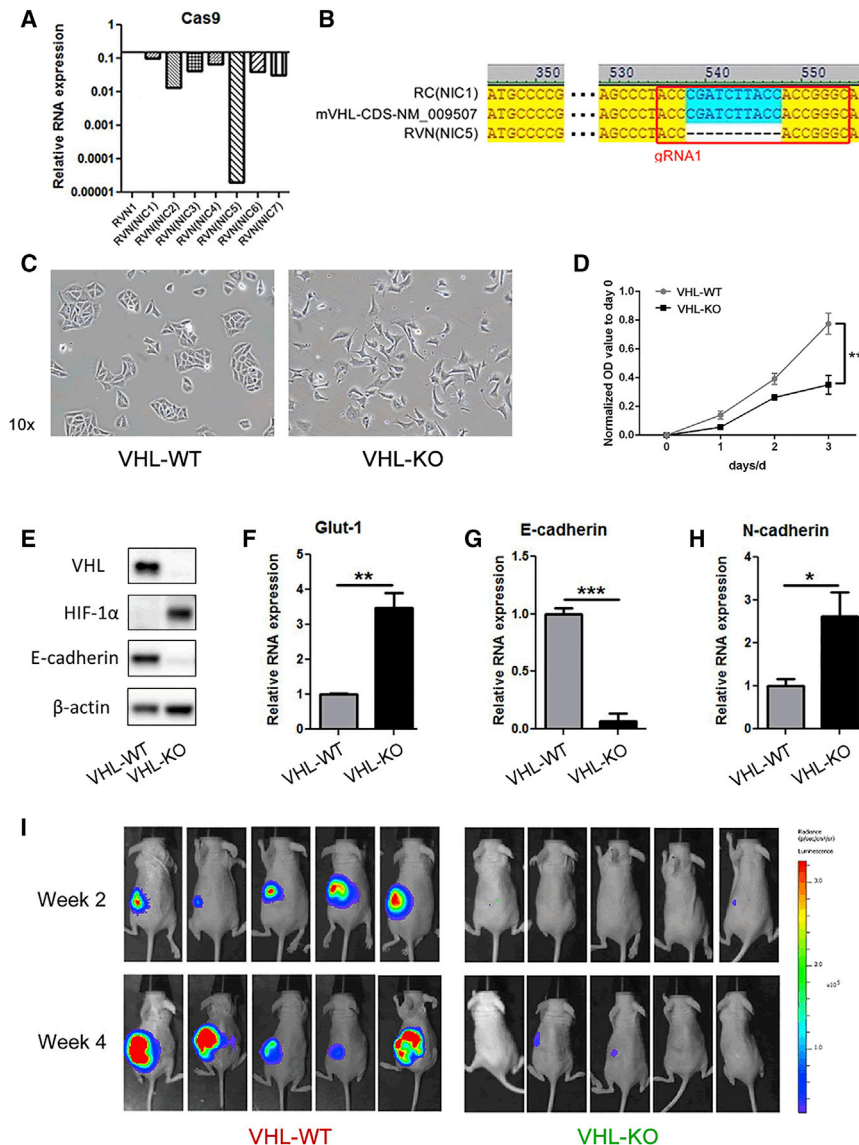 A
Cas9
Relative RNA expression
1
0.1
0.01
0.001
0.0001
0.00001
RVN1
RVN(NIC1)
RVN(NIC2)
RVN(NIC3)
RVN(NIC4)
RVN(NIC5)
RVN(NIC6)
RVN(NIC7)
B
350 530 540 550
RC(NIC1) ATGCCCCG ••• AGCCCTACCCGATCTTACCACCGGGCA
mVHL-CDS-NM_009507 ATGCCCCG ••• AGCCCTACCCGATCTTACCACCGGGCA
RVN(NIC5) ATGCCCCG ••• AGCCCTACC----------ACCGGGCA
gRNA1
C
10x
VHL-WT VHL-KO
D
Normalized OD value to day 0
1.0
0.8
0.6
0.4
0.2
0.0
VHL-WT
VHL-KO
**
0 1 2 3
days/d
E
VHL
HIF-1α
E-cadherin
β-actin
VHL-WT
VHL-KO
F
Glut-1
Relative RNA expression
5
4
3
2
1
0
**
VHL-WT
VHL-KO
G
E-cadherin
Relative RNA expression
1.5
1.0
0.5
0.0
***
VHL-WT
VHL-KO
H
N-cadherin
Relative RNA expression
4
3
2
1
0
*
VHL-WT
VHL-KO
I
Week 2
Week 4
VHL-WT VHL-KO
Radiance
(p/sec/cm²/sr)
Luminescence
3.0
2.0
x10⁵
1.0